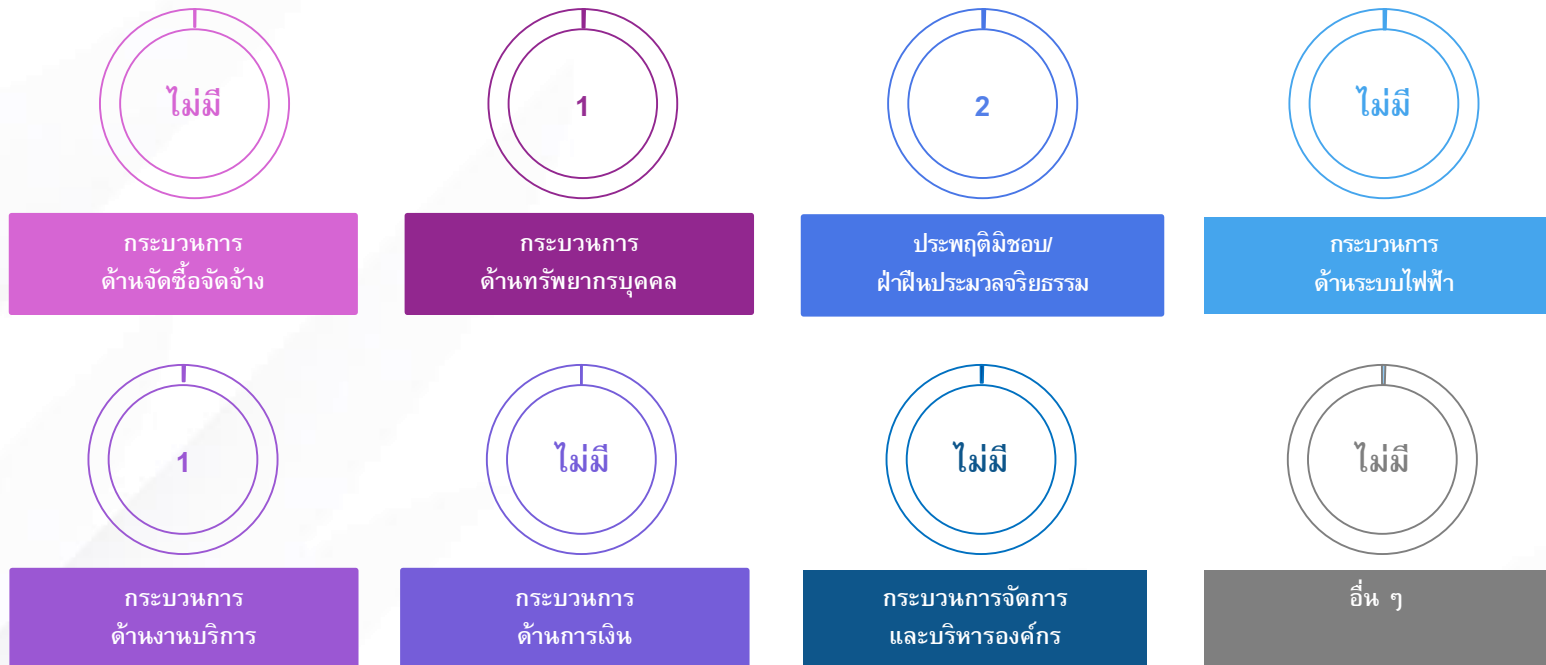 ไม่มี
กระบวนการ
ด้านจัดซื้อจัดจ้าง
1
กระบวนการ
ด้านทรัพยากรบุคคล
2
ประพฤติมิชอบ/
ฝ่าฝืนประมวลจริยธรรม
ไม่มี
กระบวนการ
ด้านระบบไฟฟ้า
1
กระบวนการ
ด้านงานบริการ
ไม่มี
กระบวนการ
ด้านการเงิน
ไม่มี
กระบวนการจัดการ
และบริหารองค์กร
ไม่มี
อื่น ๆ